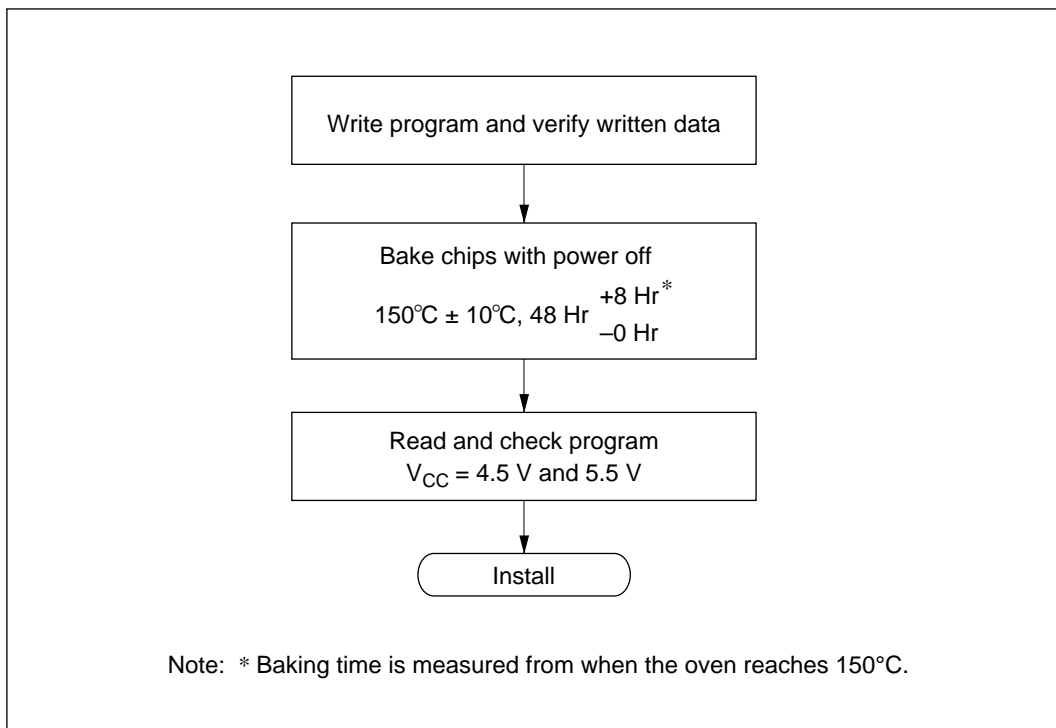 Write program and verify written data
Bake chips with power off
150°C ± 10°C, 48 Hr +8 Hr*
–0 Hr
Read and check program
VCC = 4.5 V and 5.5 V
Install
Note: * Baking time is measured from when the oven reaches 150°C.